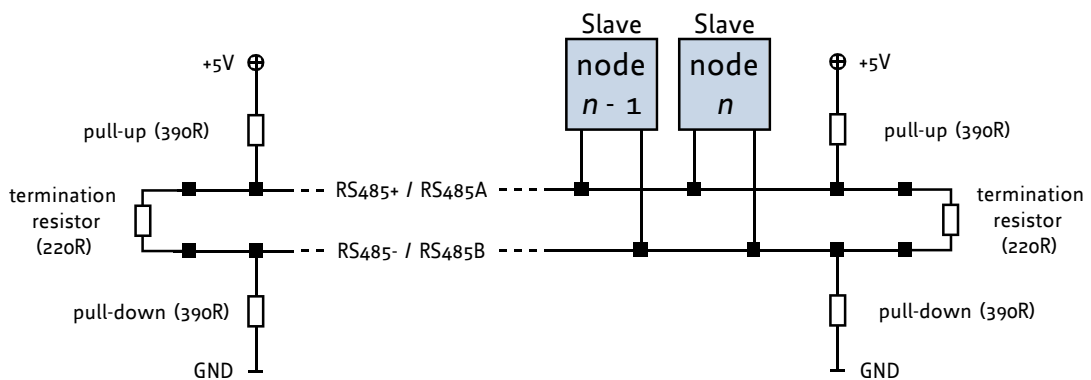 Slave
Slave
+5V
node
n - 1
node
n
+5V
pull-up (390R)
pull-up (390R)
termination
resistor
(220R)
RS485+ / RS485A
termination
resistor
(220R)
RS485- / RS485B
pull-down (390R)
pull-down (390R)
GND
GND